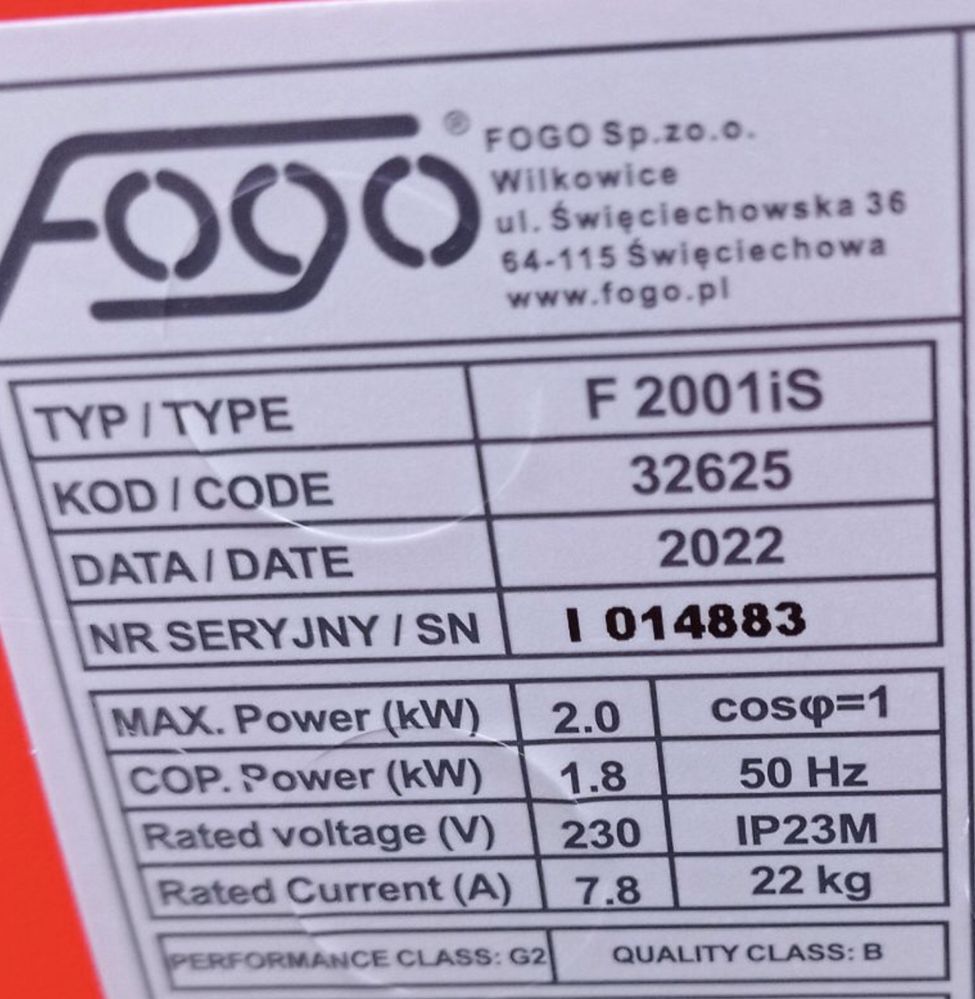 FOGO ®
FOGO Sp.zo.o.
Wilkowice
ul. Święciechowska 36
64-115 Święciechowa
www.fogo.pl
TYP / TYPE F 2001iS
KOD / CODE 32625
DATA / DATE 2022
NR SERYJNY / SN I 014883
MAX. Power (kW) 2.0 cosφ=1
COP. Power (kW) 1.8 50 Hz
Rated voltage (V) 230 IP23M
Rated Current (A) 7.8 22 kg
PERFORMANCE CLASS: G2 QUALITY CLASS: B